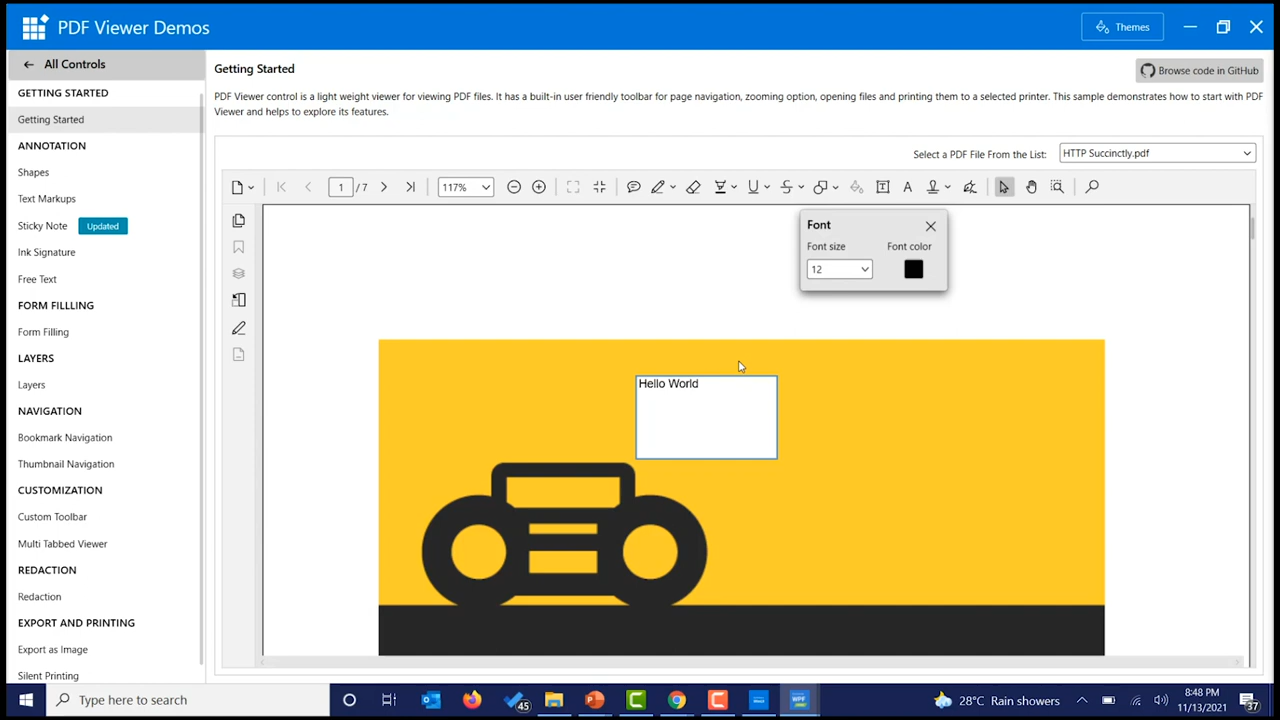 PDF Viewer Demos
Themes
All Controls
GETTING STARTED
Getting Started
ANNOTATION
Shapes
Text Markups
Sticky Note Updated
Ink Signature
Free Text
FORM FILLLING
Form Filling
LAYERS
Layers
NAVIGATION
Bookmark Navigation
Thumbnail Navigation
CUSTOMIZATION
Custom Toolbar
Multi Tabbed Viewer
REDACTION
Redaction
EXPORT AND PRINTING
Export as Image
Silent Printing
Getting Started
Browse code in GitHub
PDF Viewer control is a light weight viewer for viewing PDF files. It has a built-in user friendly toolbar for page navigation, zooming option, opening files and printing them to a selected printer. This sample demonstrates how to start with PDF
Viewer and helps to explore its features.
Select a PDF File From the List: HTTP Succinctly.pdf
1 / 7 117% A
Font
Font size Font color
12
Hello World
Type here to search
45
WPF
28°C Rain showers
8:48 PM
11/13/2021
37